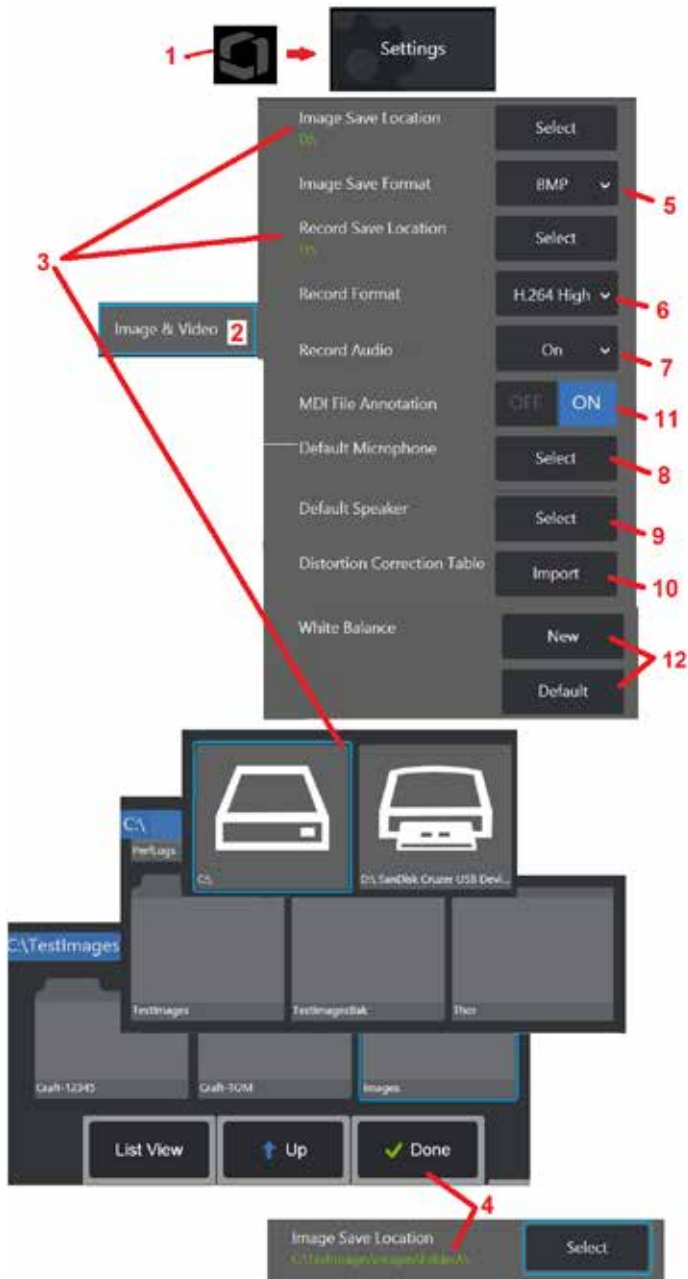 1
Settings
Image Save Location
Select
D:\
Image Save Format
BMP
5
Record Save Location
Select
3
Record Format
H.264 High
6
Image & Video 2
Record Audio
On
7
MDI File Annotation
OFF ON
11
Default Microphone
Select
8
Default Speaker
Select
9
Distortion Correction Table
Import
10
White Balance
New
12
Default
C:\
PerfLogs
C:\
D:\ SanDisk Cruzer USB Devi...
C:\TestImages
TestImages
TestImagesBak
Thor
Craft-12345
Craft-TOM
Images
List View
Up
Done
4
Image Save Location
Select